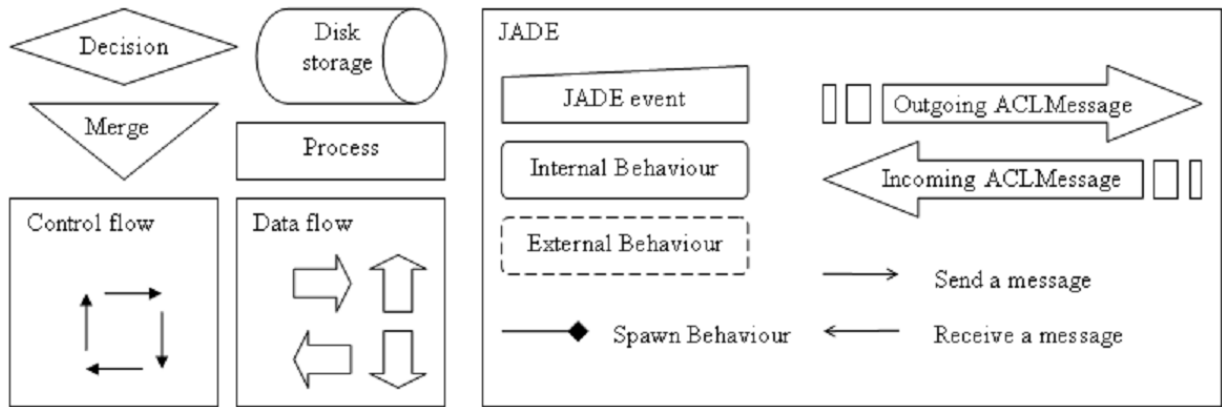 Decision
Disk
storage
Merge
Process
Control flow
Data flow
JADE
JADE event
Outgoing ACLMessage
Internal Behaviour
Incoming ACLMessage
External Behaviour
Send a message
Spawn Behaviour
Receive a message